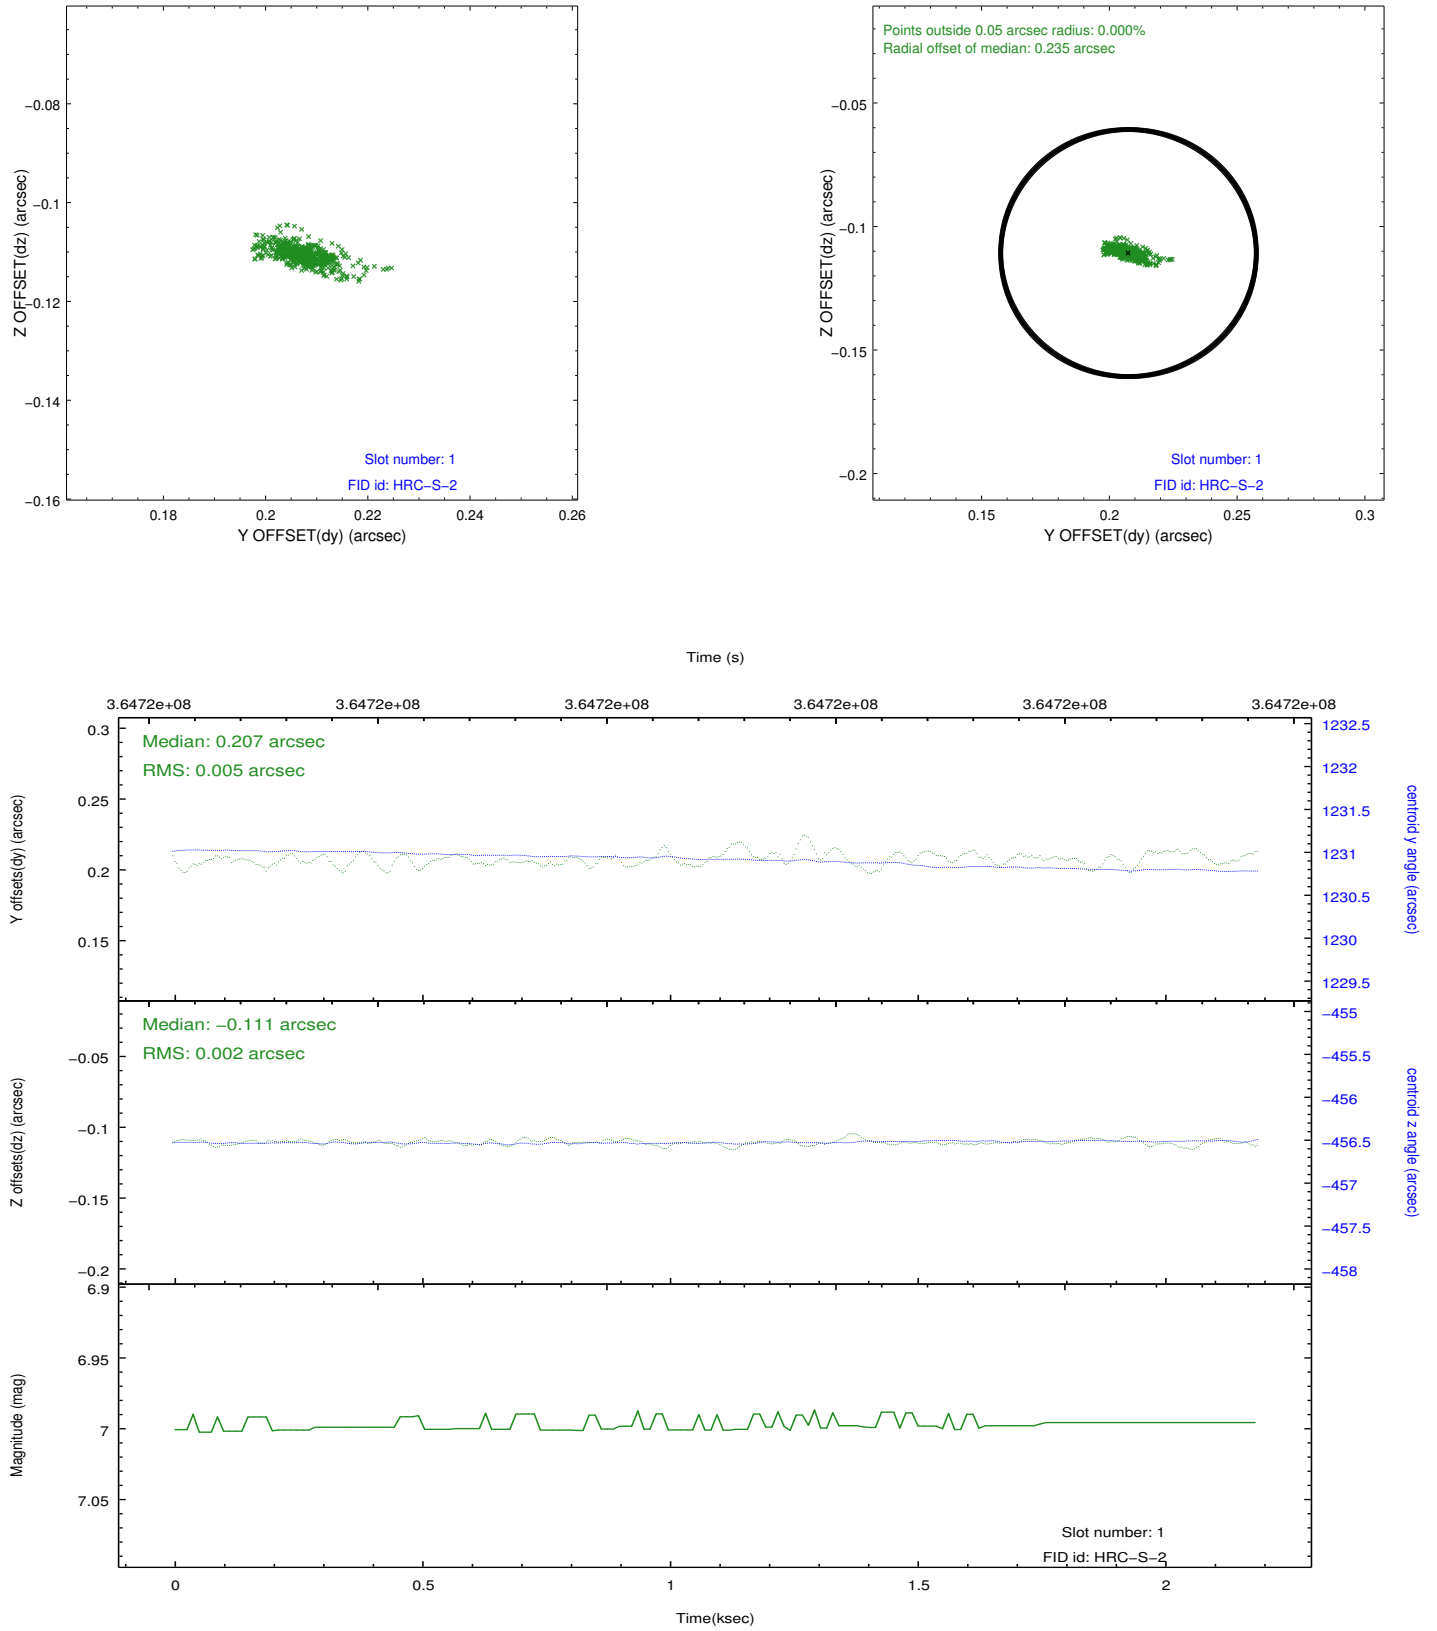 Points outside 0.05 arcsec radius: 0.000%
Radial offset of median: 0.235 arcsec
−0.08
−0.1
−0.12
−0.14
−0.16
Z OFFSET(dz) (arcsec)
0.18
0.2
0.22
0.24
0.26
Y OFFSET(dy) (arcsec)
Slot number: 1
FID id: HRC−S−2
−0.05
−0.1
−0.15
−0.2
Z OFFSET(dz) (arcsec)
0.15
0.2
0.25
0.3
Y OFFSET(dy) (arcsec)
Slot number: 1
FID id: HRC−S−2
Time (s)
3.6472e+08
3.6472e+08
3.6472e+08
3.6472e+08
3.6472e+08
3.6472e+08
Median: 0.207 arcsec
RMS: 0.005 arcsec
0.3
0.25
0.2
0.15
Y offsets(dy) (arcsec)
1232.5
1232
1231.5
1231
1230.5
1230
1229.5
centroid y angle (arcsec)
Median: −0.111 arcsec
RMS: 0.002 arcsec
−0.05
−0.1
−0.15
−0.2
Z offsets(dz) (arcsec)
−455
−455.5
−456
−456.5
−457
−457.5
−458
centroid z angle (arcsec)
6.9
6.95
7
7.05
Magnitude (mag)
Slot number: 1
FID id: HRC−S−2
0
0.5
1
1.5
2
Time(ksec)